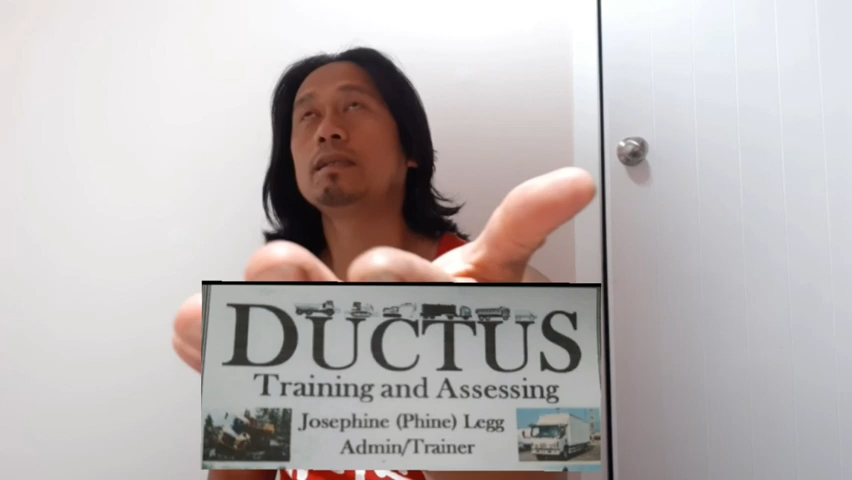 DUCTUS
Training and Assessing
Josephine (Phine) Legg
Admin/Trainer